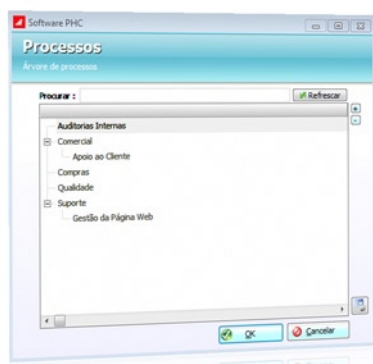 Software PHC
Processos
Árvore de processos
Procurar :
Refrescar
Auditorias Internas
Comercial
Apoio ao Cliente
Compras
Qualidade
Suporte
Gestão da Página Web
OK
Cancelar